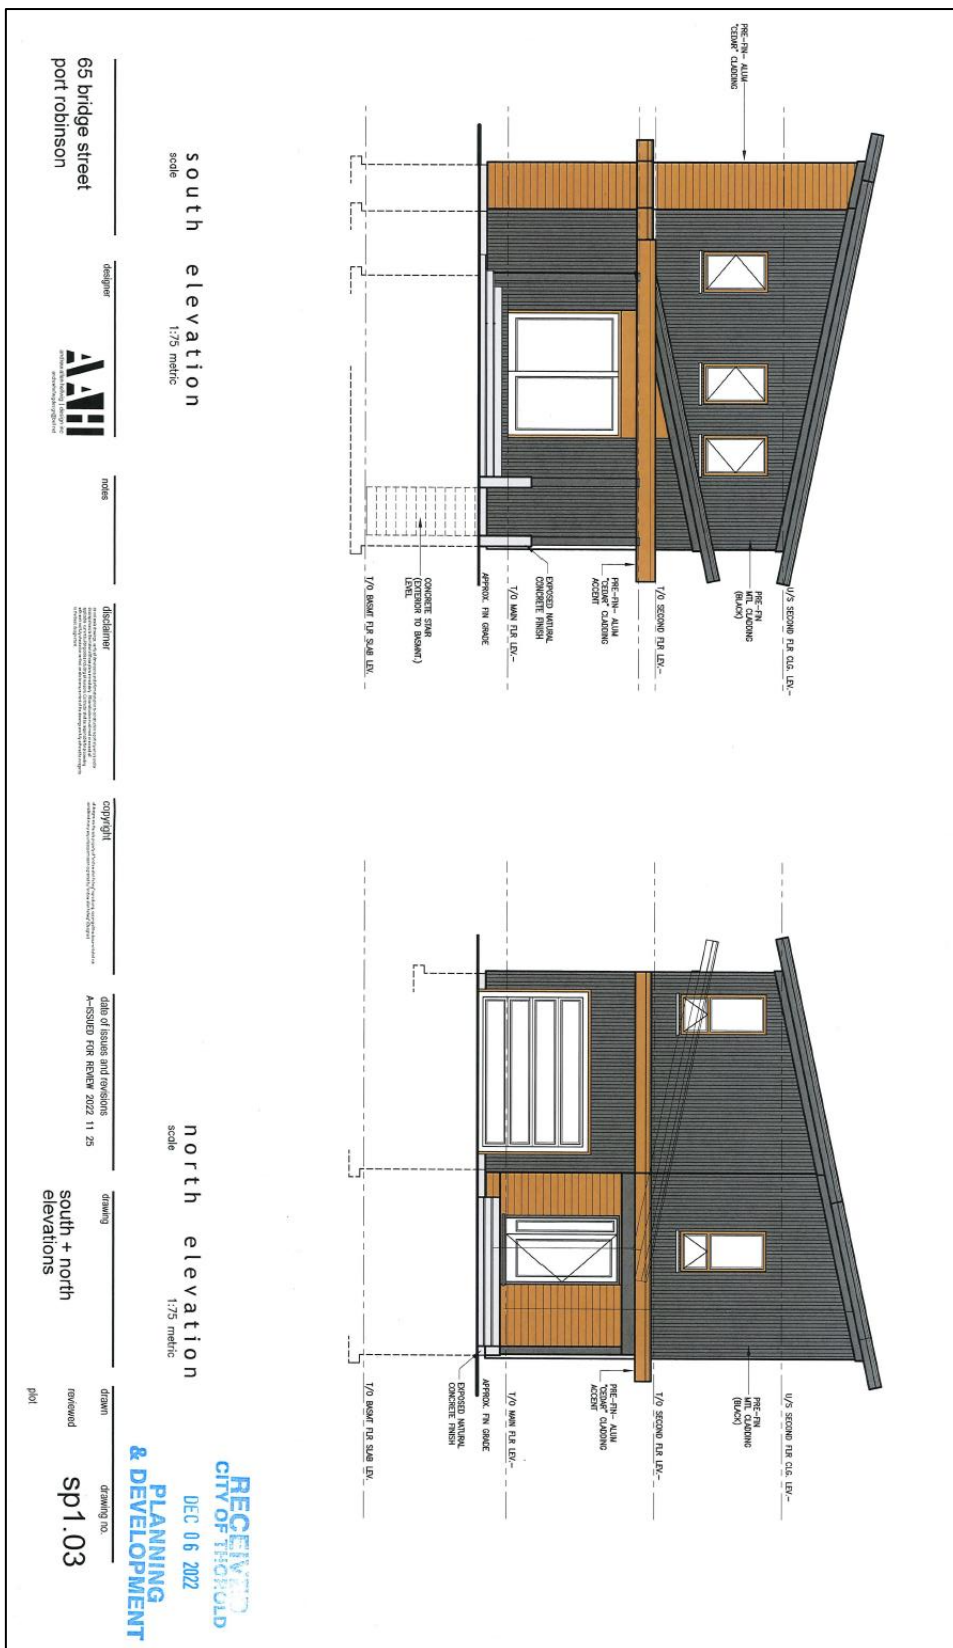 PRE-FIN- ALUM
"CEDAR" CLADDING
U/S SECOND FLR CLG. LEV.-
PRE-FIN
MTL CLADDING
(BLACK)
T/O SECOND FLR LEV.-
PRE-FIN- ALUM
"CEDAR" CLADDING
ACCENT
EXPOSED NATURAL
CONCRETE FINISH
T/O MAIN FLR LEV.-
APPROX. FIN GRADE
CONCRETE STAIR
(EXTERIOR TO BASMNT.)
LEVEL
T/O BASMT FLR SLAB LEV.
south elevation
scale
1:75 metric
U/S SECOND FLR CLG. LEV.-
PRE-FIN
MTL CLADDING
(BLACK)
T/O SECOND FLR LEV.-
PRE-FIN- ALUM
"CEDAR" CLADDING
ACCENT
T/O MAIN FLR LEV.-
APPROX. FIN GRADE
EXPOSED NATURAL
CONCRETE FINISH
T/O BASMT FLR SLAB LEV.
north elevation
scale
1:75 metric
RECEIVED
CITY OF THOROLD
DEC 06 2022
PLANNING
& DEVELOPMENT
65 bridge street
port robinson
designer
AAH
notes
disclaimer
copyright
date of issues and revisions
A-ISSUED FOR REVIEW 2022 11 25
drawing
south + north
elevations
drawn
reviewed
plot
drawing no.
sp1.03